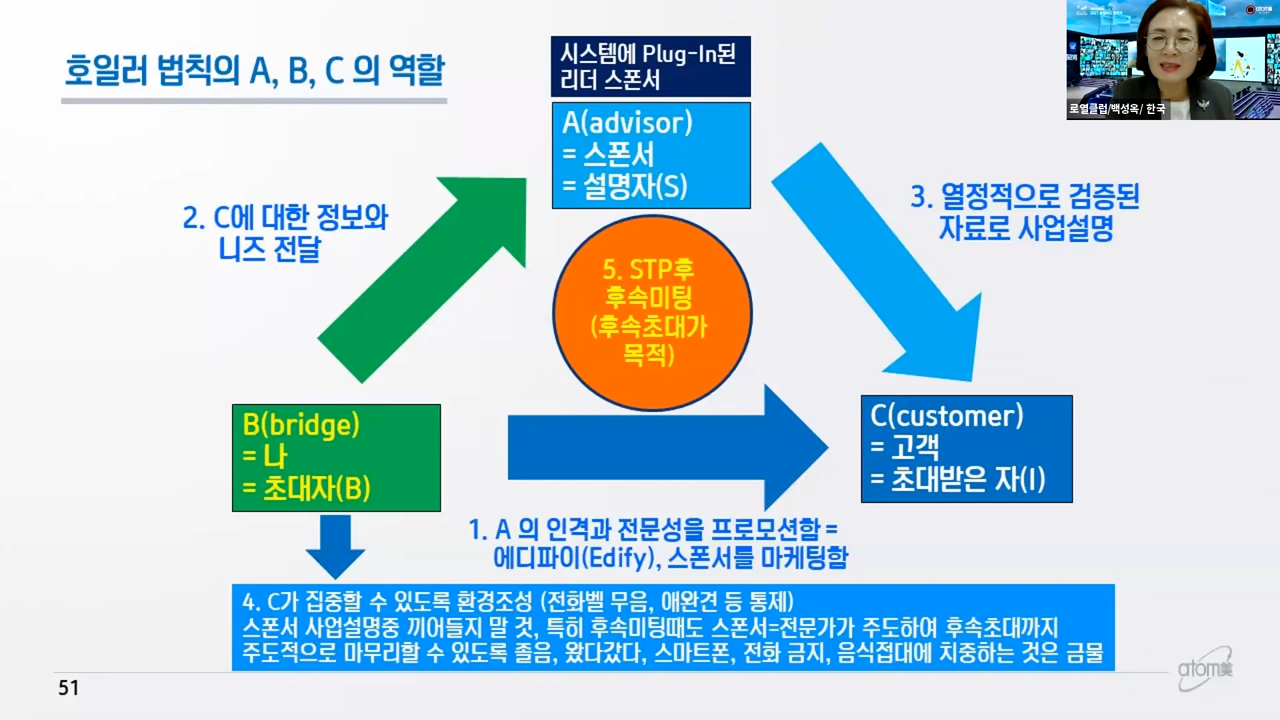 호일러 법칙의 A, B, C 의 역할
시스템에 Plug-In된
리더 스폰서
A(advisor)
= 스폰서
= 설명자(S)
2. C에 대한 정보와
니즈 전달
3. 열정적으로 검증된
자료로 사업설명
5. STP후
후속미팅
(후속초대가
목적)
B(bridge)
= 나
= 초대자(B)
C(customer)
= 고객
= 초대받은 자(I)
1. A 의 인격과 전문성을 프로모션함 =
에디파이(Edify), 스폰서를 마케팅함
4. C가 집중할 수 있도록 환경조성 (전화벨 무음, 애완견 등 통제)
스폰서 사업설명중 끼어들지 말 것, 특히 후속미팅때도 스폰서=전문가가 주도하여 후속초대까지
주도적으로 마무리할 수 있도록 졸음, 왔다갔다, 스마트폰, 전화 금지, 음식접대에 치중하는 것은 금물
51
atom美
로열클럽/백성옥/ 한국